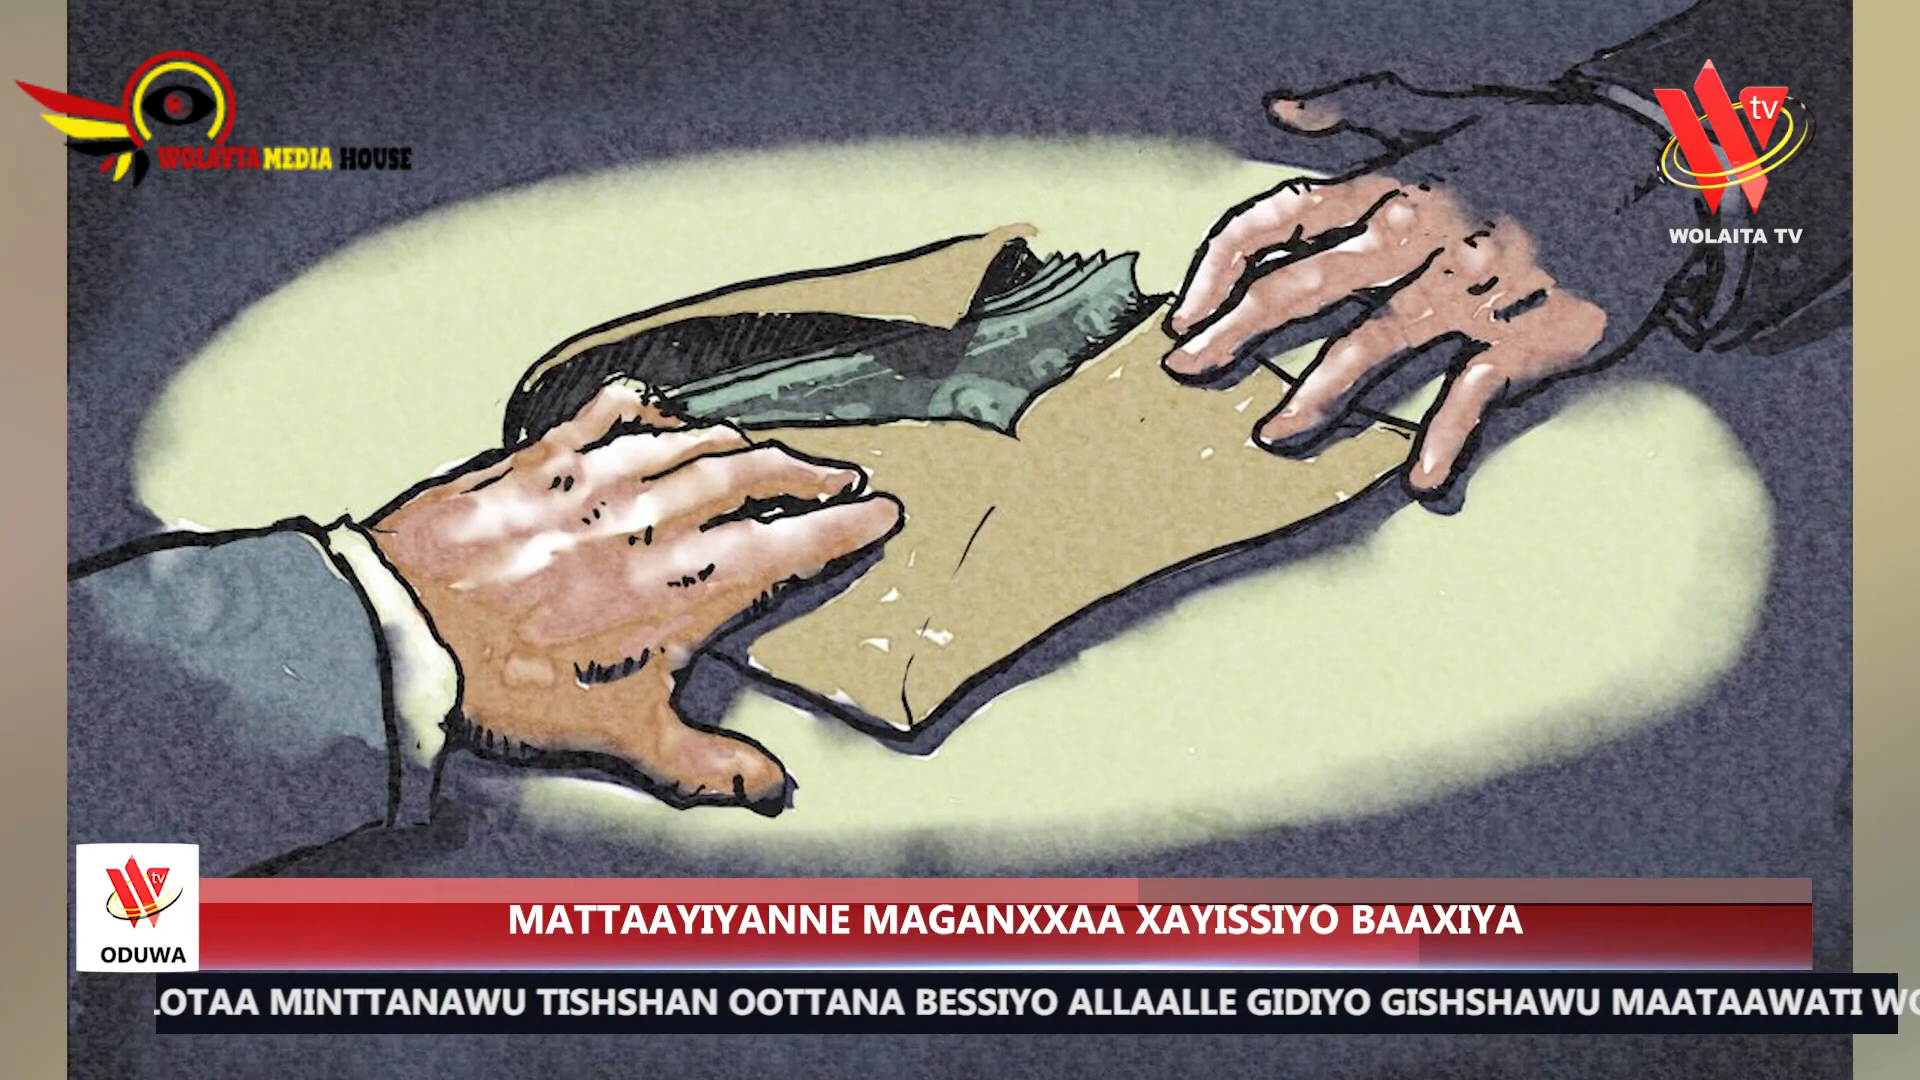 WOLAYTA MEDIA HOUSE
tv
WOLAITA TV
tv
ODUWA
MATTAAYIYANNE MAGANXXAA XAYISSIYO BAAXIYA
MINTTANAWU TISHSHAN OOTTANA BESSIYO ALLAALLE GIDIYO GISHSHAWU MAATAAWATI